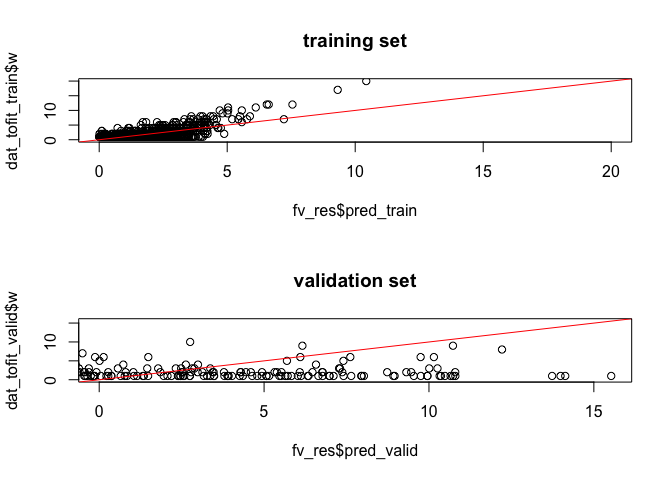 training set
dat_tofit_train$w
0 10
0 5 10 15 20
fv_res$pred_train
validation set
dat_tofit_valid$w
0 10
0 5 10 15
fv_res$pred_valid